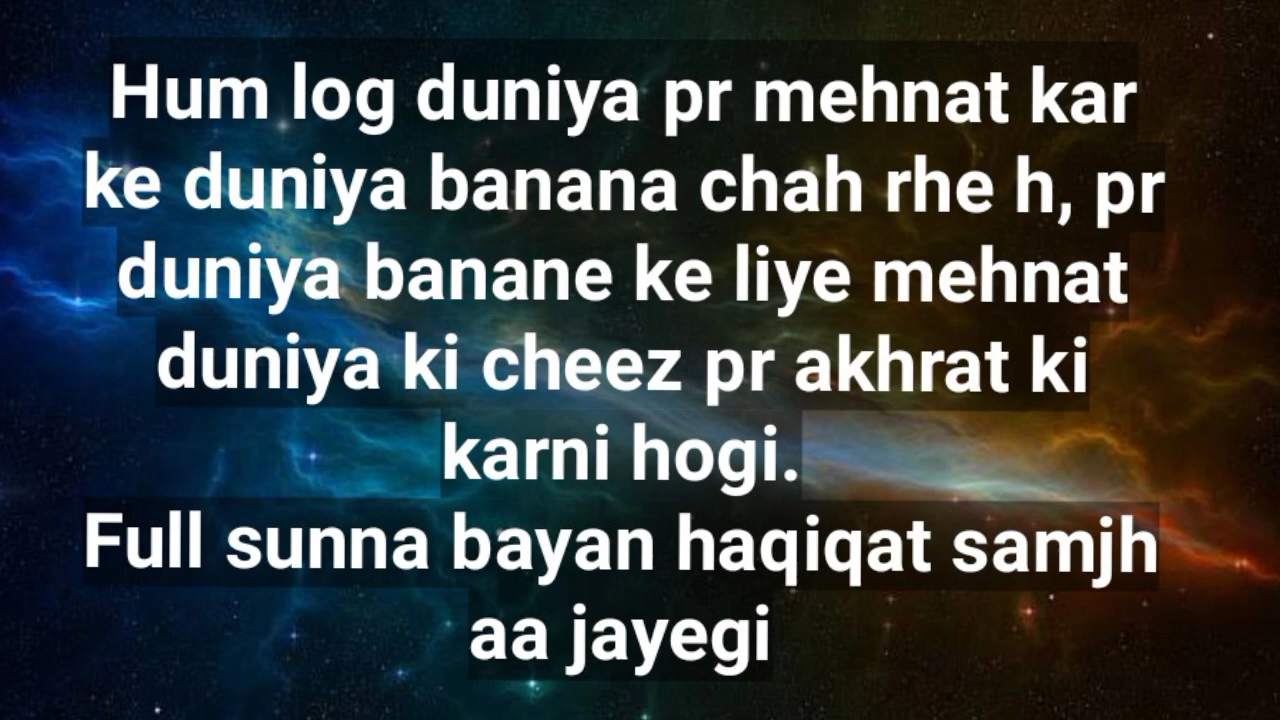 Hum log duniya pr mehnat kar
ke duniya banana chah rhe h, pr
duniya banane ke liye mehnat
duniya ki cheez pr akhrat ki
karni hogi.
Full sunna bayan haqiqat samjh
aa jayegi